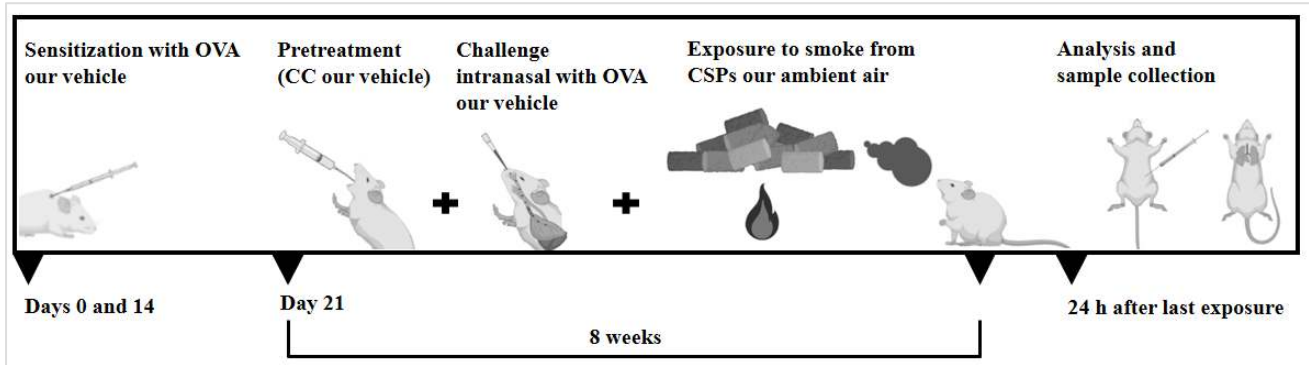 Sensitization with OVA
our vehicle
Pretreatment
(CC our vehicle)
Challenge
intranasal with OVA
our vehicle
Exposure to smoke from
CSPs our ambient air
Analysis and
sample collection
Days 0 and 14
Day 21
24 h after last exposure
8 weeks